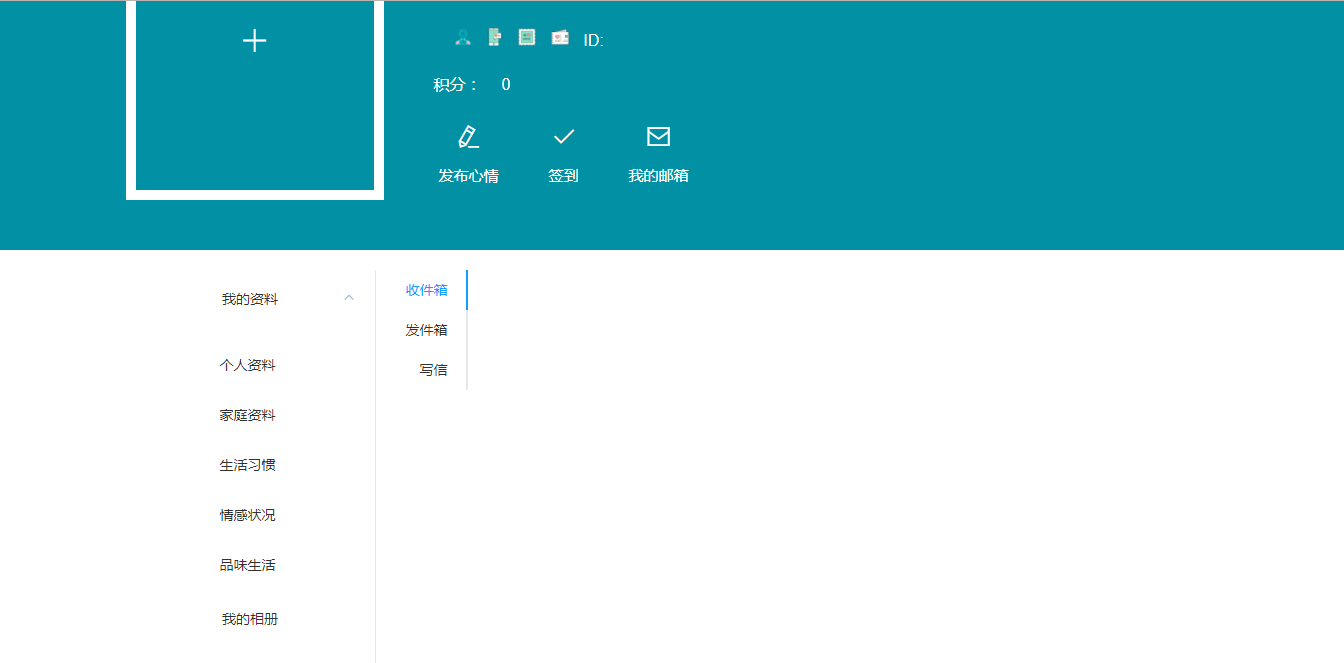 ID:
积分： 0
发布心情 签到 我的邮箱
我的资料
个人资料
家庭资料
生活习惯
情感状况
品味生活
我的相册
收件箱
发件箱
写信